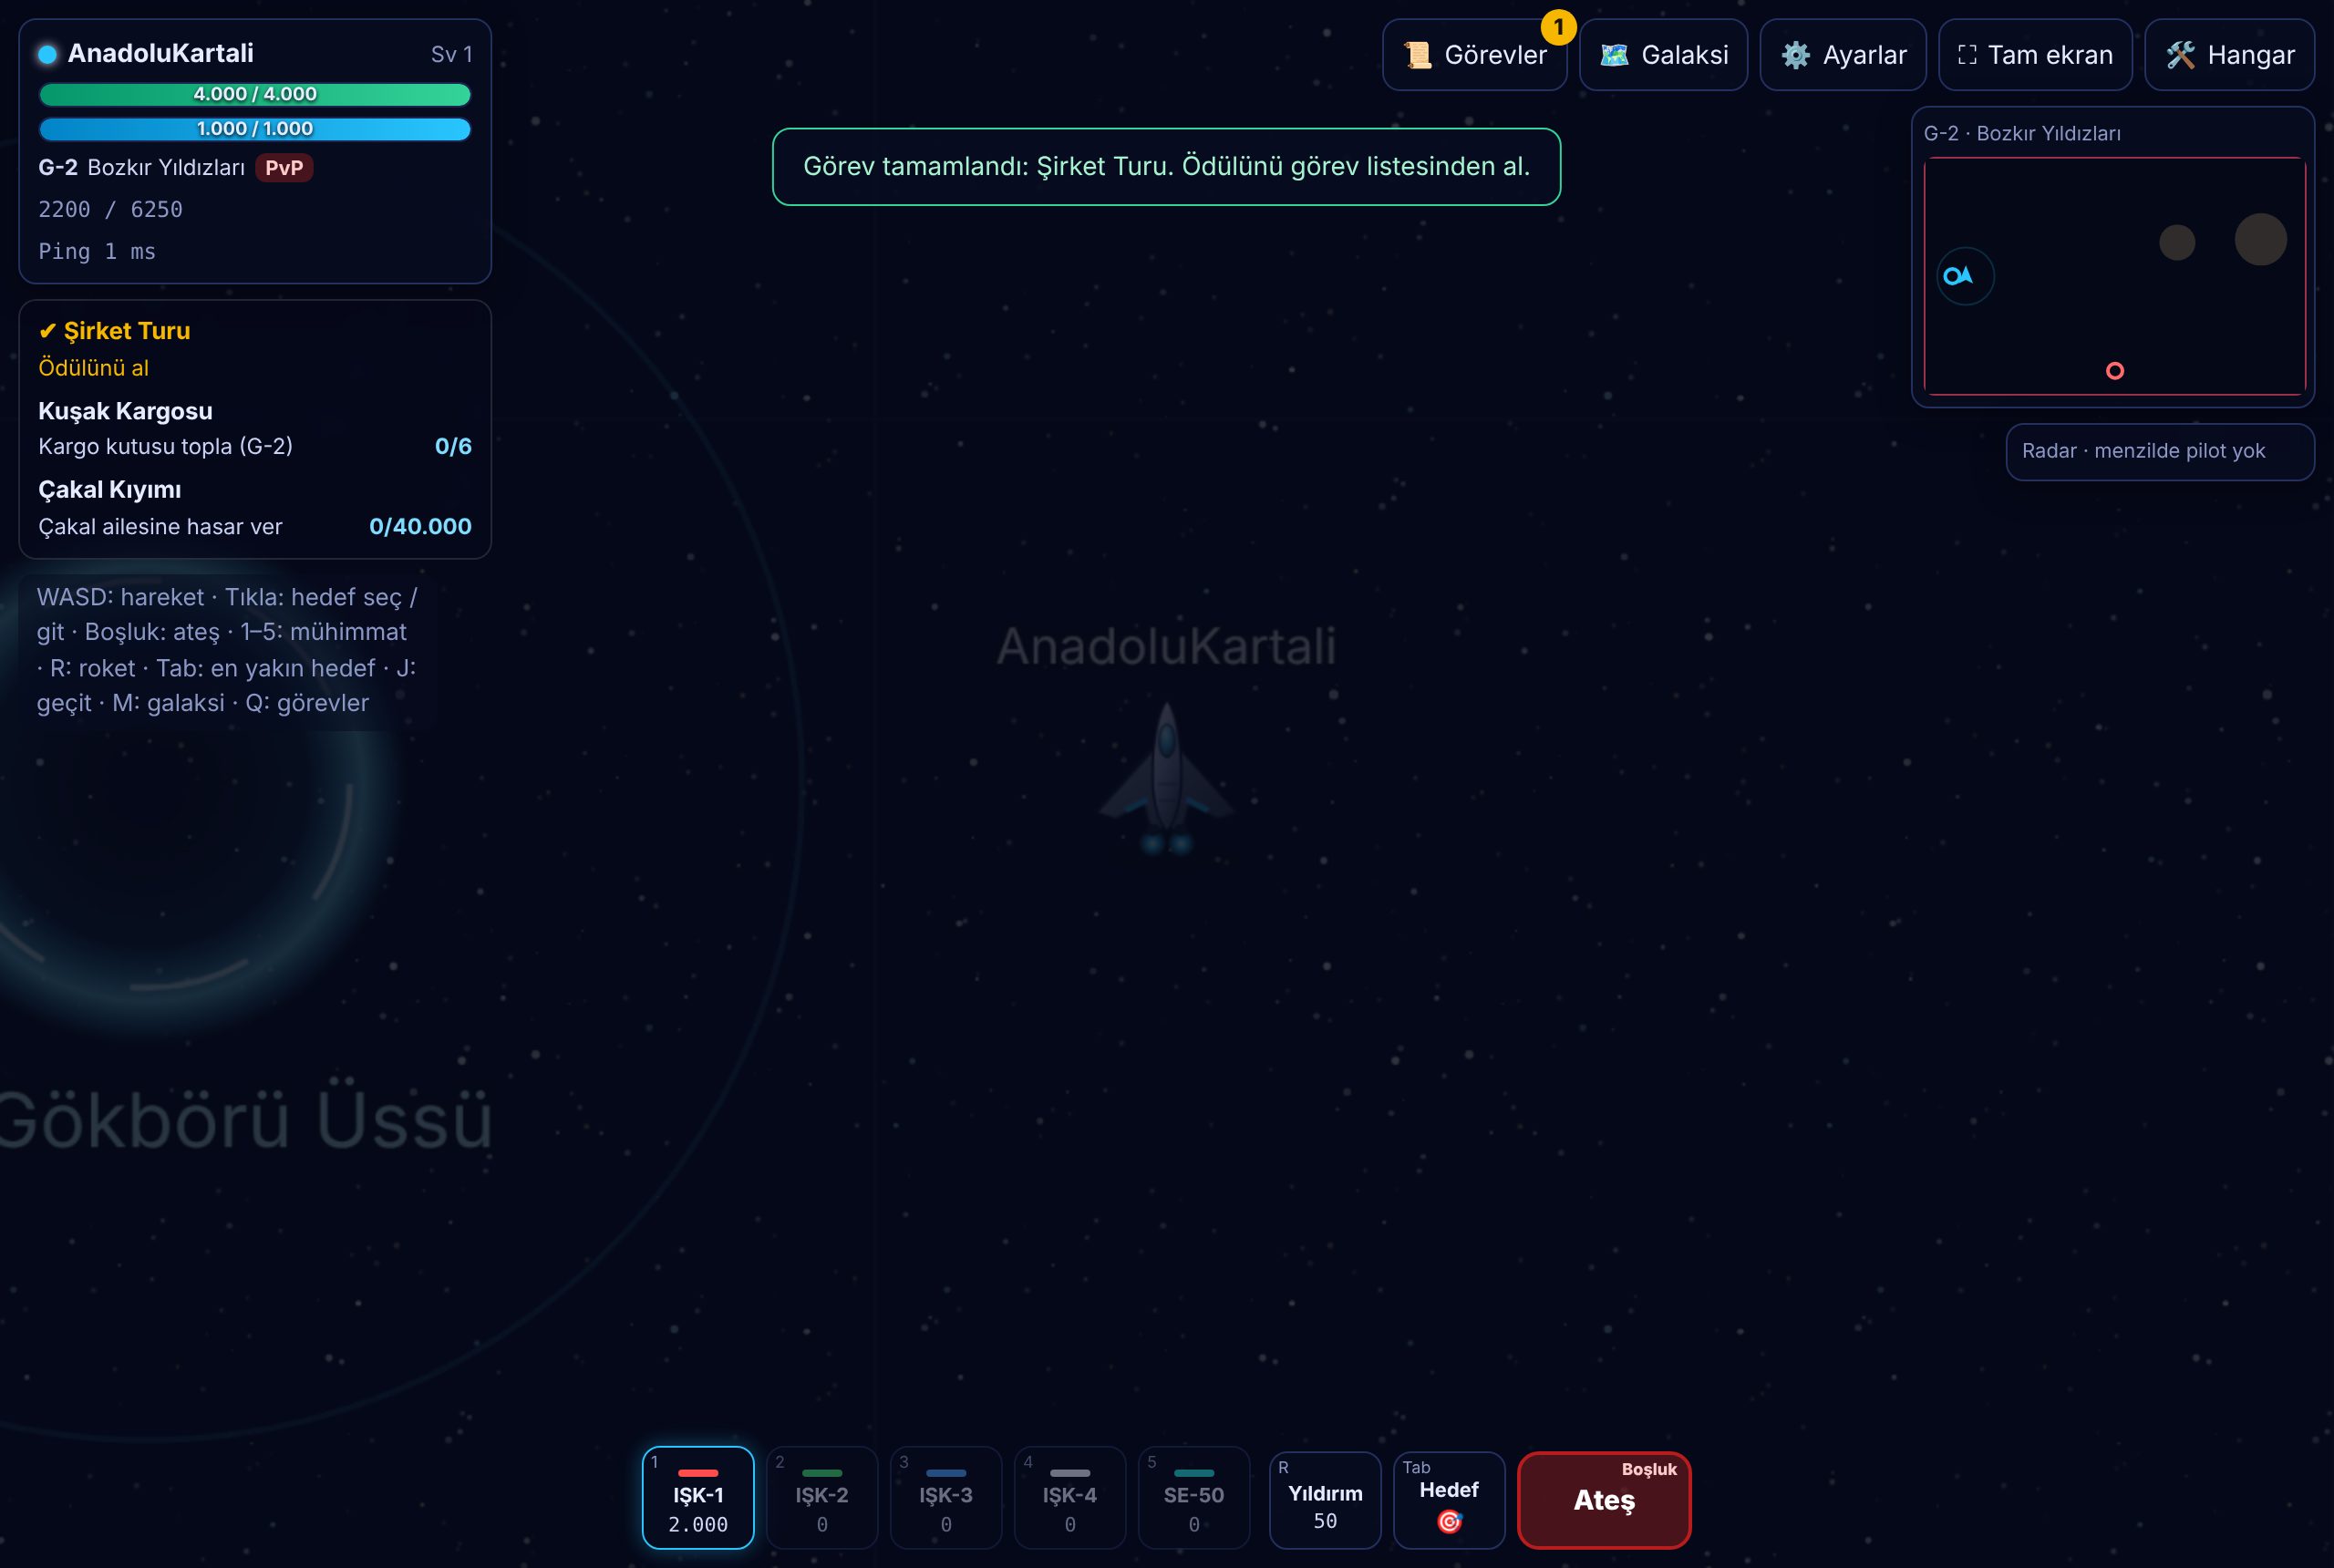 AnadoluKartali Sv 1
4.000 / 4.000
1.000 / 1.000
G-2 Bozkır Yıldızları PvP
2200 / 6250
Ping 1 ms
✔ Şirket Turu
Ödülünü al
Kuşak Kargosu
Kargo kutusu topla (G-2) 0/6
Çakal Kıyımı
Çakal ailesine hasar ver 0/40.000
WASD: hareket · Tıkla: hedef seç /
git · Boşluk: ateş · 1–5: mühimmat
· R: roket · Tab: en yakın hedef · J:
geçit · M: galaksi · Q: görevler
Görevler 1
Galaksi
Ayarlar
Tam ekran
Hangar
Görev tamamlandı: Şirket Turu. Ödülünü görev listesinden al.
G-2 · Bozkır Yıldızları
Radar · menzilde pilot yok
AnadoluKartali
Gökbörü Üssü
1
IŞK-1
2.000
2
IŞK-2
0
3
IŞK-3
0
4
IŞK-4
0
5
SE-50
0
R
Yıldırım
50
Tab
Hedef
Boşluk
Ateş